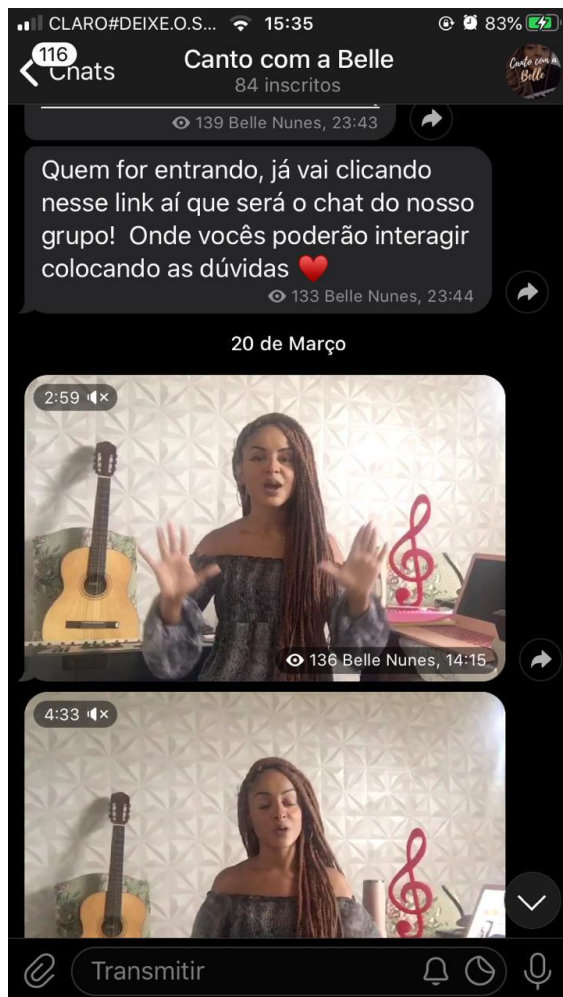 CLARO#DEIXE.O.S... 15:35 83%
116
Chats
Canto com a Belle
84 inscritos
Canto com a
Belle
139 Belle Nunes, 23:43
Quem for entrando, já vai clicando
nesse link aí que será o chat do nosso
grupo! Onde vocês poderão interagir
colocando as dúvidas ♥️
133 Belle Nunes, 23:44
20 de Março
2:59
136 Belle Nunes, 14:15
4:33
Transmitir